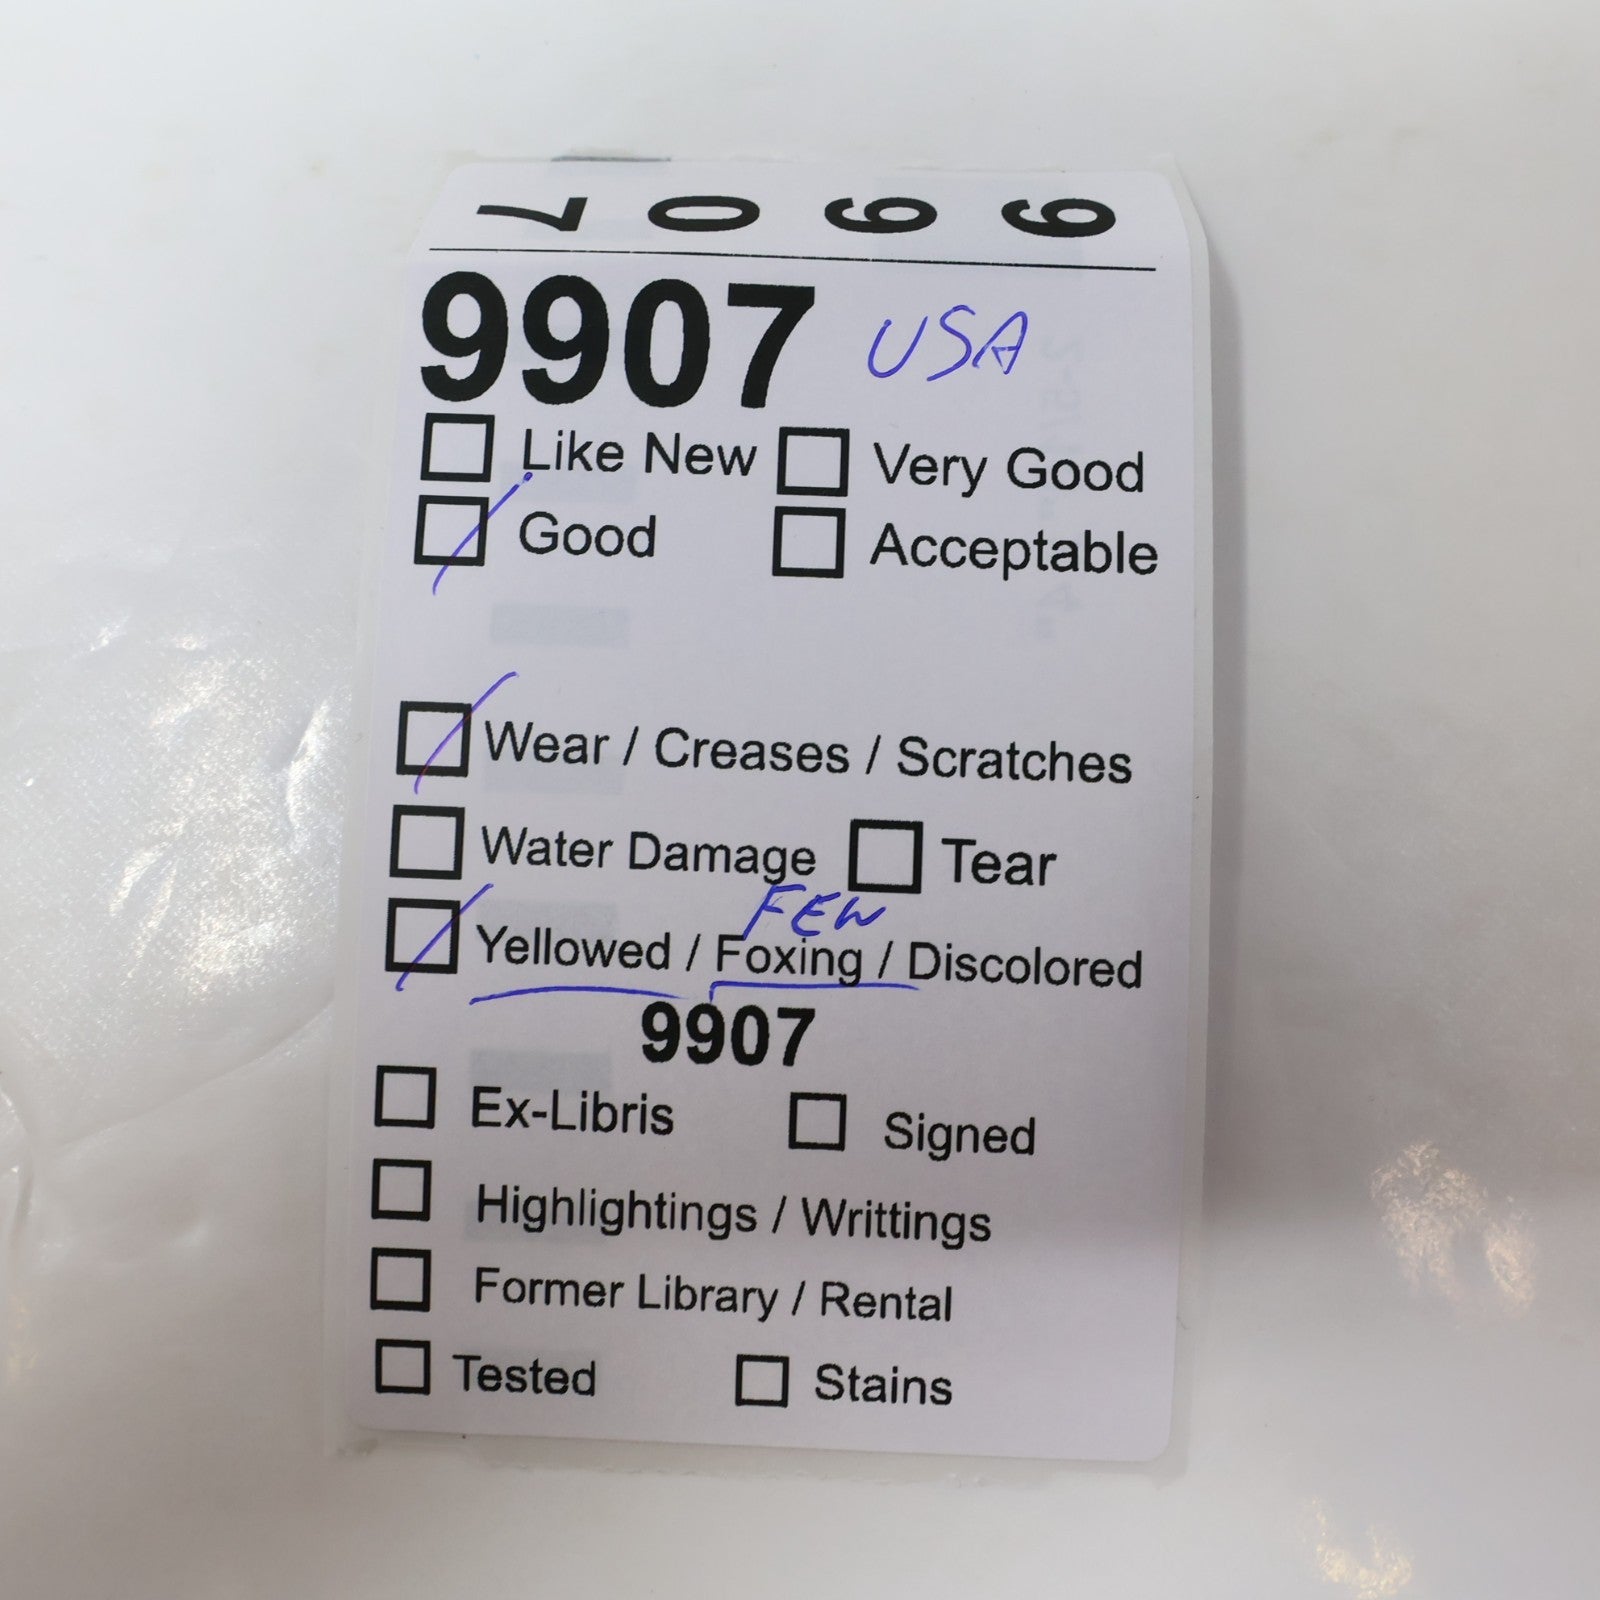 9907
9907 USA
Like New Very Good
Good Acceptable
Wear / Creases / Scratches
Water Damage Tear
FEW
Yellowed / Foxing / Discolored
9907
Ex-Libris Signed
Highlightings / Writtings
Former Library / Rental
Tested Stains